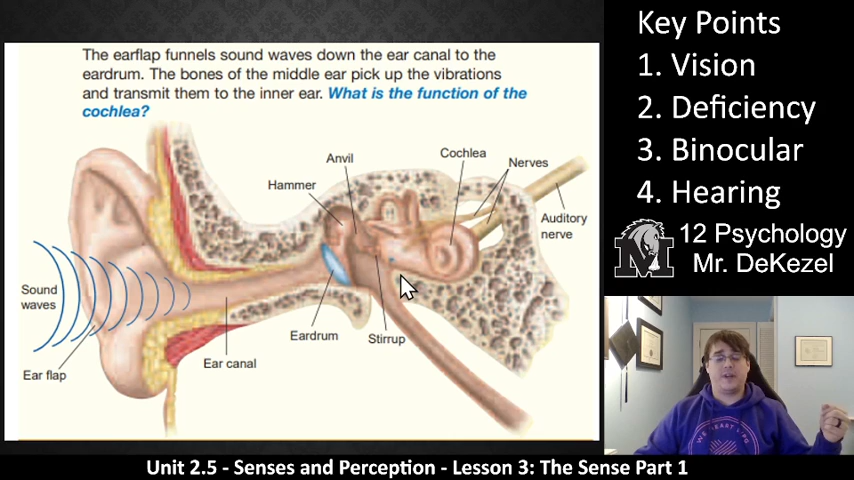 The earflap funnels sound waves down the ear canal to the
eardrum. The bones of the middle ear pick up the vibrations
and transmit them to the inner ear. What is the function of the
cochlea?
Anvil
Cochlea
Nerves
Hammer
Auditory
nerve
Sound
waves
Eardrum
Stirrup
Ear canal
Ear flap
Key Points
1. Vision
2. Deficiency
3. Binocular
4. Hearing
M
12 Psychology
Mr. DeKezel
Unit 2.5 - Senses and Perception - Lesson 3: The Sense Part 1